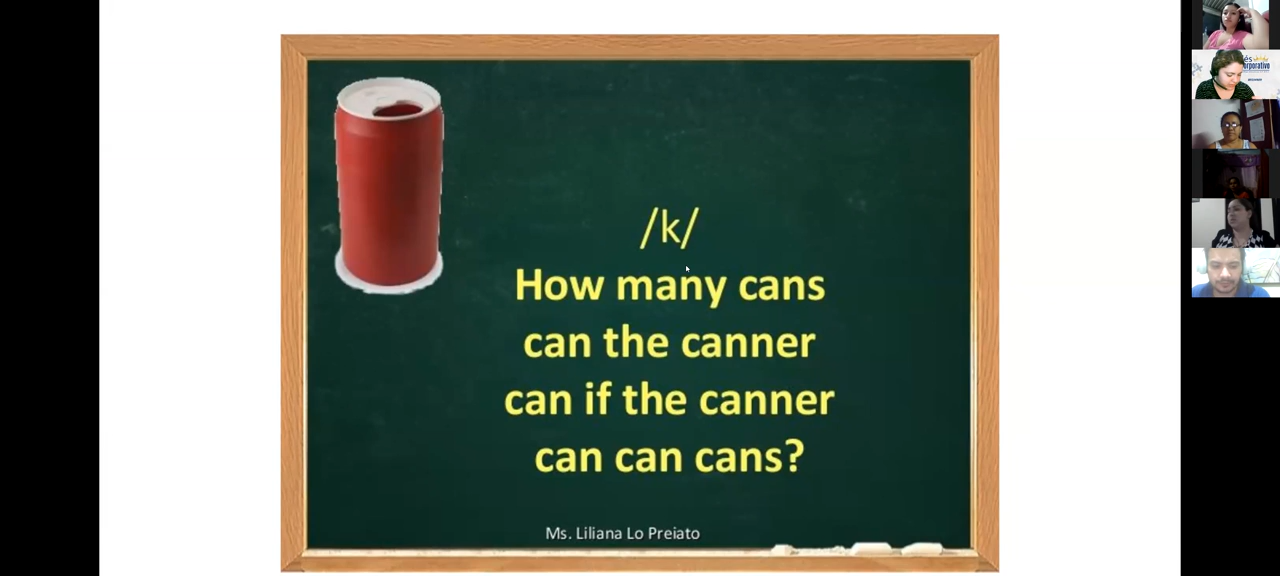 /k/
How many cans
can the canner
can if the canner
can can cans?
Ms. Liliana Lo Preiato